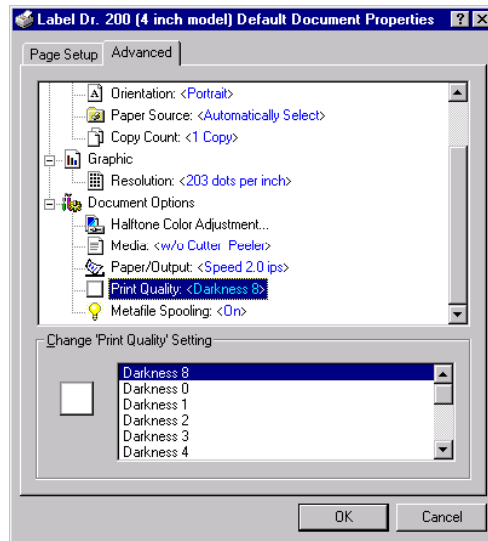 Label Dr. 200 (4 inch model) Default Document Properties
Page Setup Advanced
Orientation: <Portrait>
Paper Source: <Automatically Select>
Copy Count: <1 Copy>
Graphic
Resolution: <203 dots per inch>
Document Options
Halftone Color Adjustment...
Media: <w/o Cutter Peeler>
Paper/Output: <Speed 2.0 ips>
Print Quality: <Darkness 8>
Metafile Spooling: <On>
Change 'Print Quality' Setting
Darkness 8
Darkness 0
Darkness 1
Darkness 2
Darkness 3
Darkness 4
OK Cancel